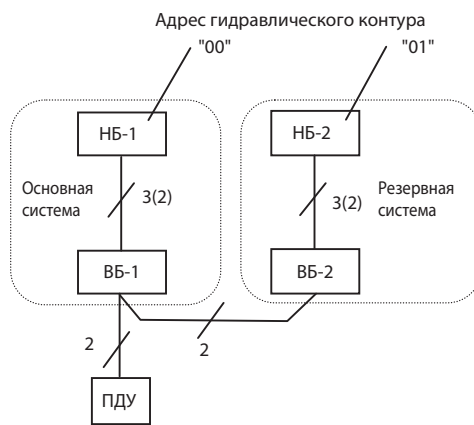 Адрес гидравлического контура
"00"
"01"
НБ-1
НБ-2
Основная
система
3(2)
3(2)
Резервная
система
ВБ-1
ВБ-2
2
2
ПДУ